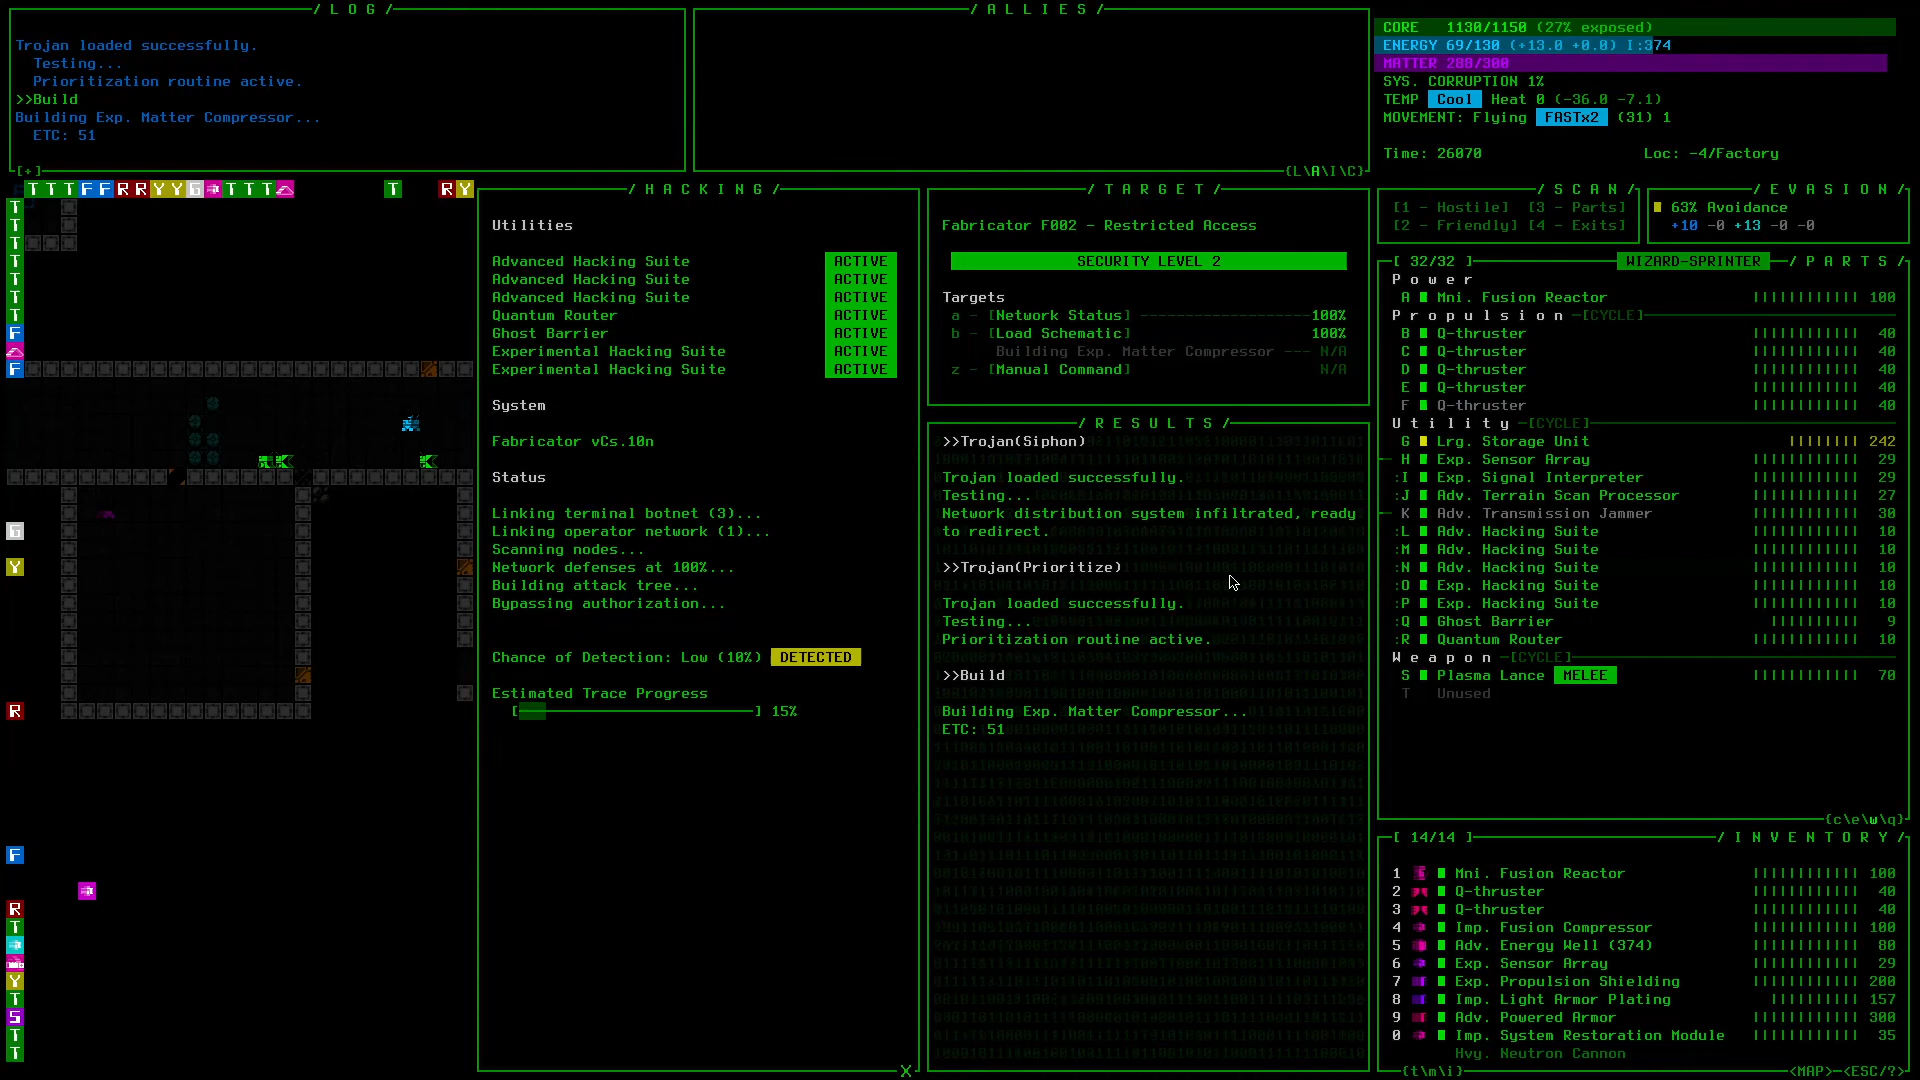 / L O G /
Trojan loaded successfully.
Testing...
Prioritization routine active.
>>Build
Building Exp. Matter Compressor...
ETC: 51
[+]
/ A L L I E S /
{L\A\I\C}
CORE 1130/1150 (27% exposed)
ENERGY 69/130 (+13.0 +0.0) I:374
MATTER 288/300
SYS. CORRUPTION 1%
TEMP Cool Heat 0 (-36.0 -7.1)
MOVEMENT: Flying FASTx2 (31) 1
Time: 26070 Loc: -4/Factory
T T T F F R R Y Y G T T T T R Y
T
T
T
T
T
T
T
F
F
G
Y
R
F
R
T
Y
T
S
T
T
/ H A C K I N G /
Utilities
Advanced Hacking Suite ACTIVE
Advanced Hacking Suite ACTIVE
Advanced Hacking Suite ACTIVE
Quantum Router ACTIVE
Ghost Barrier ACTIVE
Experimental Hacking Suite ACTIVE
Experimental Hacking Suite ACTIVE
System
Fabricator vCs.10n
Status
Linking terminal botnet (3)...
Linking operator network (1)...
Scanning nodes...
Network defenses at 100%...
Building attack tree...
Bypassing authorization...
Chance of Detection: Low (10%) DETECTED
Estimated Trace Progress
[ ] 15%
X
/ T A R G E T /
Fabricator F002 - Restricted Access
SECURITY LEVEL 2
Targets
a - [Network Status] 100%
b - [Load Schematic] 100%
Building Exp. Matter Compressor --- N/A
z - [Manual Command] N/A
/ R E S U L T S /
>>Trojan(Siphon)
Trojan loaded successfully.
Testing...
Network distribution system infiltrated, ready
to redirect.
>>Trojan(Prioritize)
Trojan loaded successfully.
Testing...
Prioritization routine active.
>>Build
Building Exp. Matter Compressor...
ETC: 51
/ S C A N /
[1 - Hostile] [3 - Parts]
[2 - Friendly] [4 - Exits]
/ E V A S I O N /
63% Avoidance
+10 -0 +13 -0 -0
[ 32/32 ] WIZARD-SPRINTER / P A R T S /
P o w e r
A Mni. Fusion Reactor 100
P r o p u l s i o n [CYCLE]
B Q-thruster 40
C Q-thruster 40
D Q-thruster 40
E Q-thruster 40
F Q-thruster 40
U t i l i t y [CYCLE]
G Lrg. Storage Unit 242
H Exp. Sensor Array 29
:I Exp. Signal Interpreter 29
:J Adv. Terrain Scan Processor 27
K Adv. Transmission Jammer 30
:L Adv. Hacking Suite 10
:M Adv. Hacking Suite 10
:N Adv. Hacking Suite 10
:O Exp. Hacking Suite 10
:P Exp. Hacking Suite 10
:Q Ghost Barrier 9
:R Quantum Router 10
W e a p o n [CYCLE]
S Plasma Lance MELEE 70
T Unused
{c\e\w\q}
[ 14/14 ] / I N V E N T O R Y /
1 Mni. Fusion Reactor 100
2 Q-thruster 40
3 Q-thruster 40
4 Imp. Fusion Compressor 100
5 Adv. Energy Well (374) 80
6 Exp. Sensor Array 29
7 Exp. Propulsion Shielding 200
8 Imp. Light Armor Plating 157
9 Adv. Powered Armor 300
0 Imp. System Restoration Module 35
Hvy. Neutron Cannon
{t\m\i} <MAP> <ESC/?>